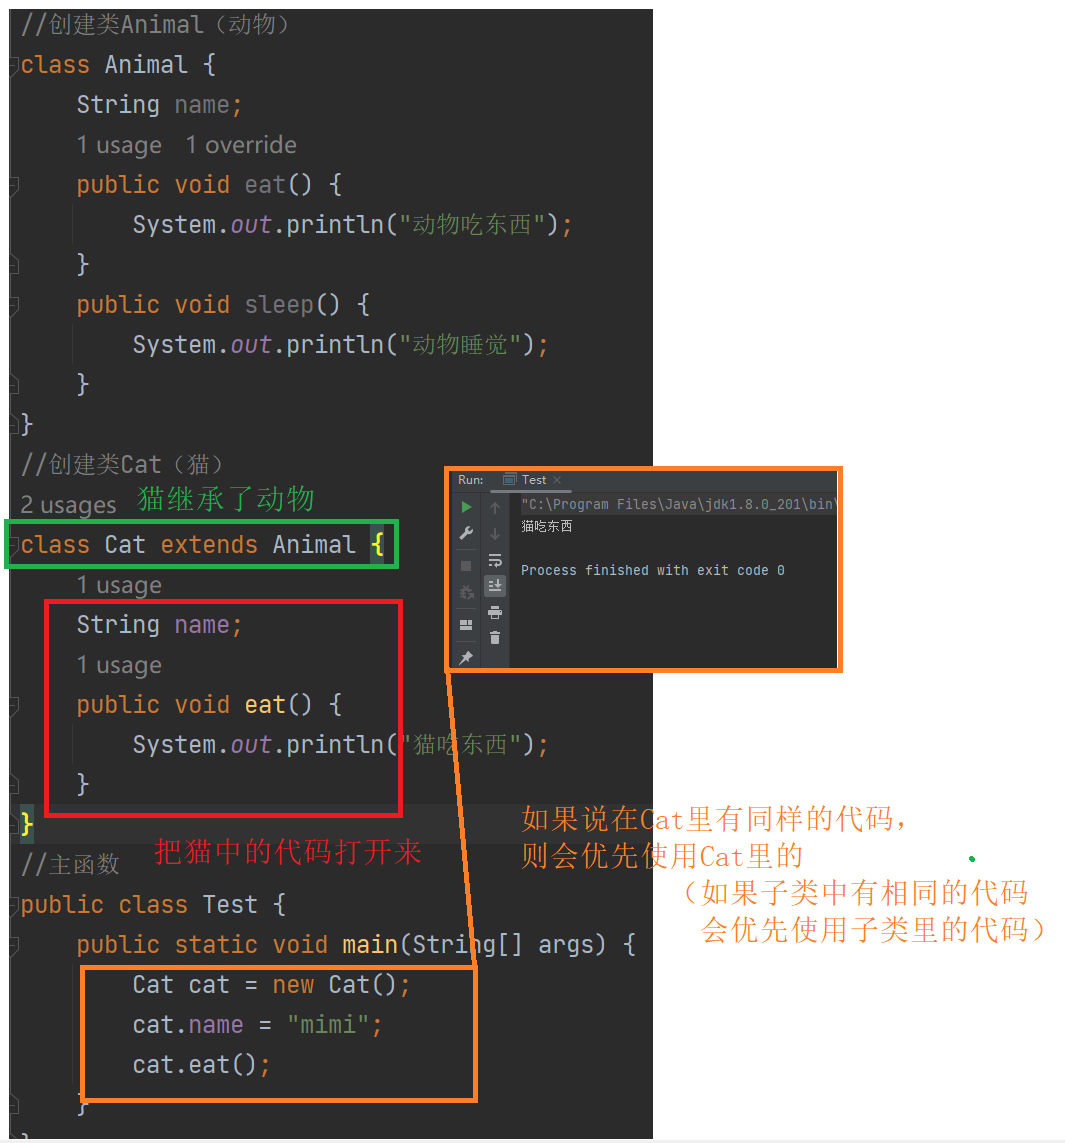 //创建类Animal（动物）
class Animal {
String name;
1 usage 1 override
public void eat() {
System.out.println("动物吃东西");
}
public void sleep() {
System.out.println("动物睡觉");
}
}
//创建类Cat（猫）
2 usages
猫继承了动物
class Cat extends Animal {
1 usage
String name;
1 usage
public void eat() {
System.out.println("猫吃东西");
}
}
把猫中的代码打开来
//主函数
public class Test {
public static void main(String[] args) {
Cat cat = new Cat();
cat.name = "mimi";
cat.eat();
}
}
Run: Test ×
"C:\Program Files\Java\jdk1.8.0_201\bin\
猫吃东西
Process finished with exit code 0
如果说在Cat里有同样的代码，
则会优先使用Cat里的
（如果子类中有相同的代码
会优先使用子类里的代码）